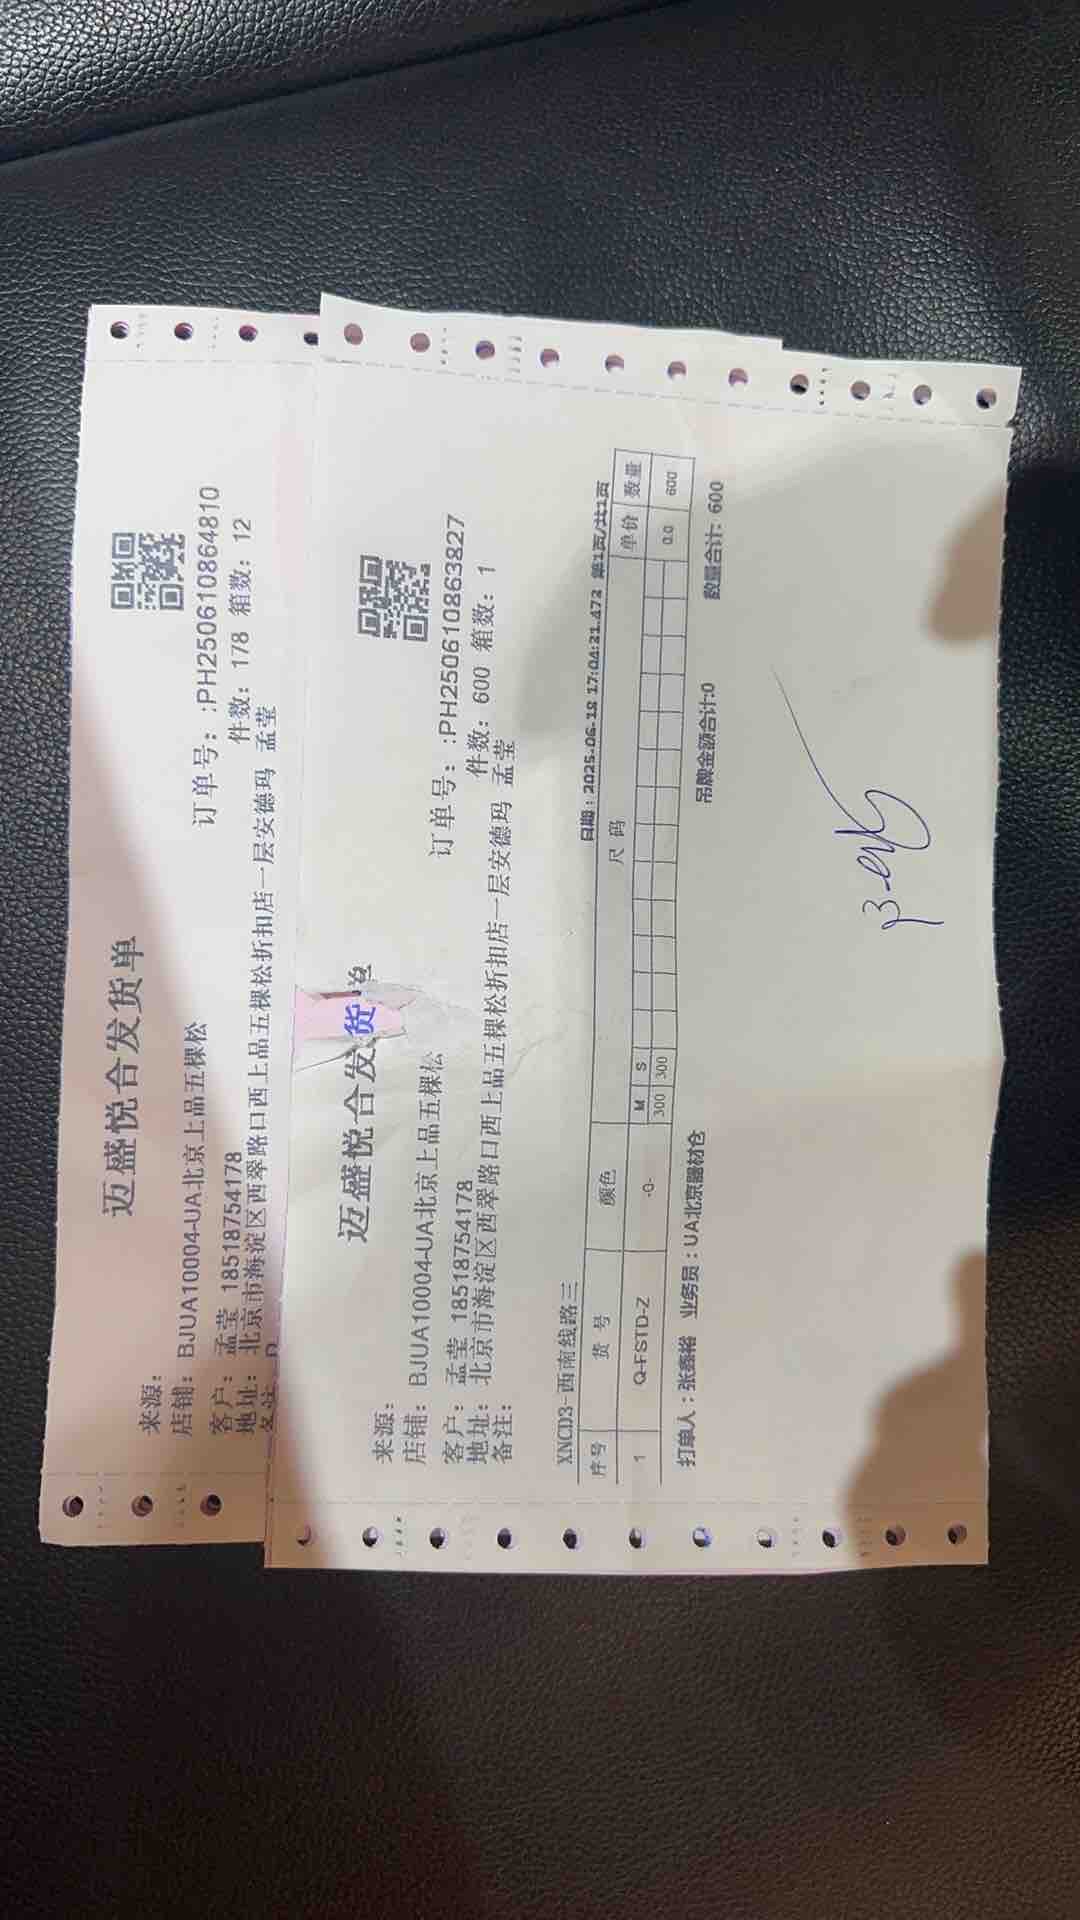 迈盛悦合发货单
订单号：:PH250610864810
来源：
店铺：BJUA10004-UA北京上品五棵松
件数：178 箱数：12
客户：孟莹 18518754178
地址：北京市海淀区西翠路口西上品五棵松折扣店一层安德玛 孟莹
迈盛悦合发货单
订单号：:PH250610863827
来源：
店铺：BJUA10004-UA北京上品五棵松
件数：600 箱数：1
客户：孟莹 18518754178
地址：北京市海淀区西翠路口西上品五棵松折扣店一层安德玛 孟莹
备注：
XNCD3-西南线路三
日期：2025-06-18 17:04:21.473 第1页/共1页
序号 货号 颜色 尺码 单价 数量
M S
1 Q-FSTD-Z -0- 300 300 0.0 600
打单人：张鑫裕 业务员：UA北京器材仓 吊牌金额合计:0 数量合计: 600